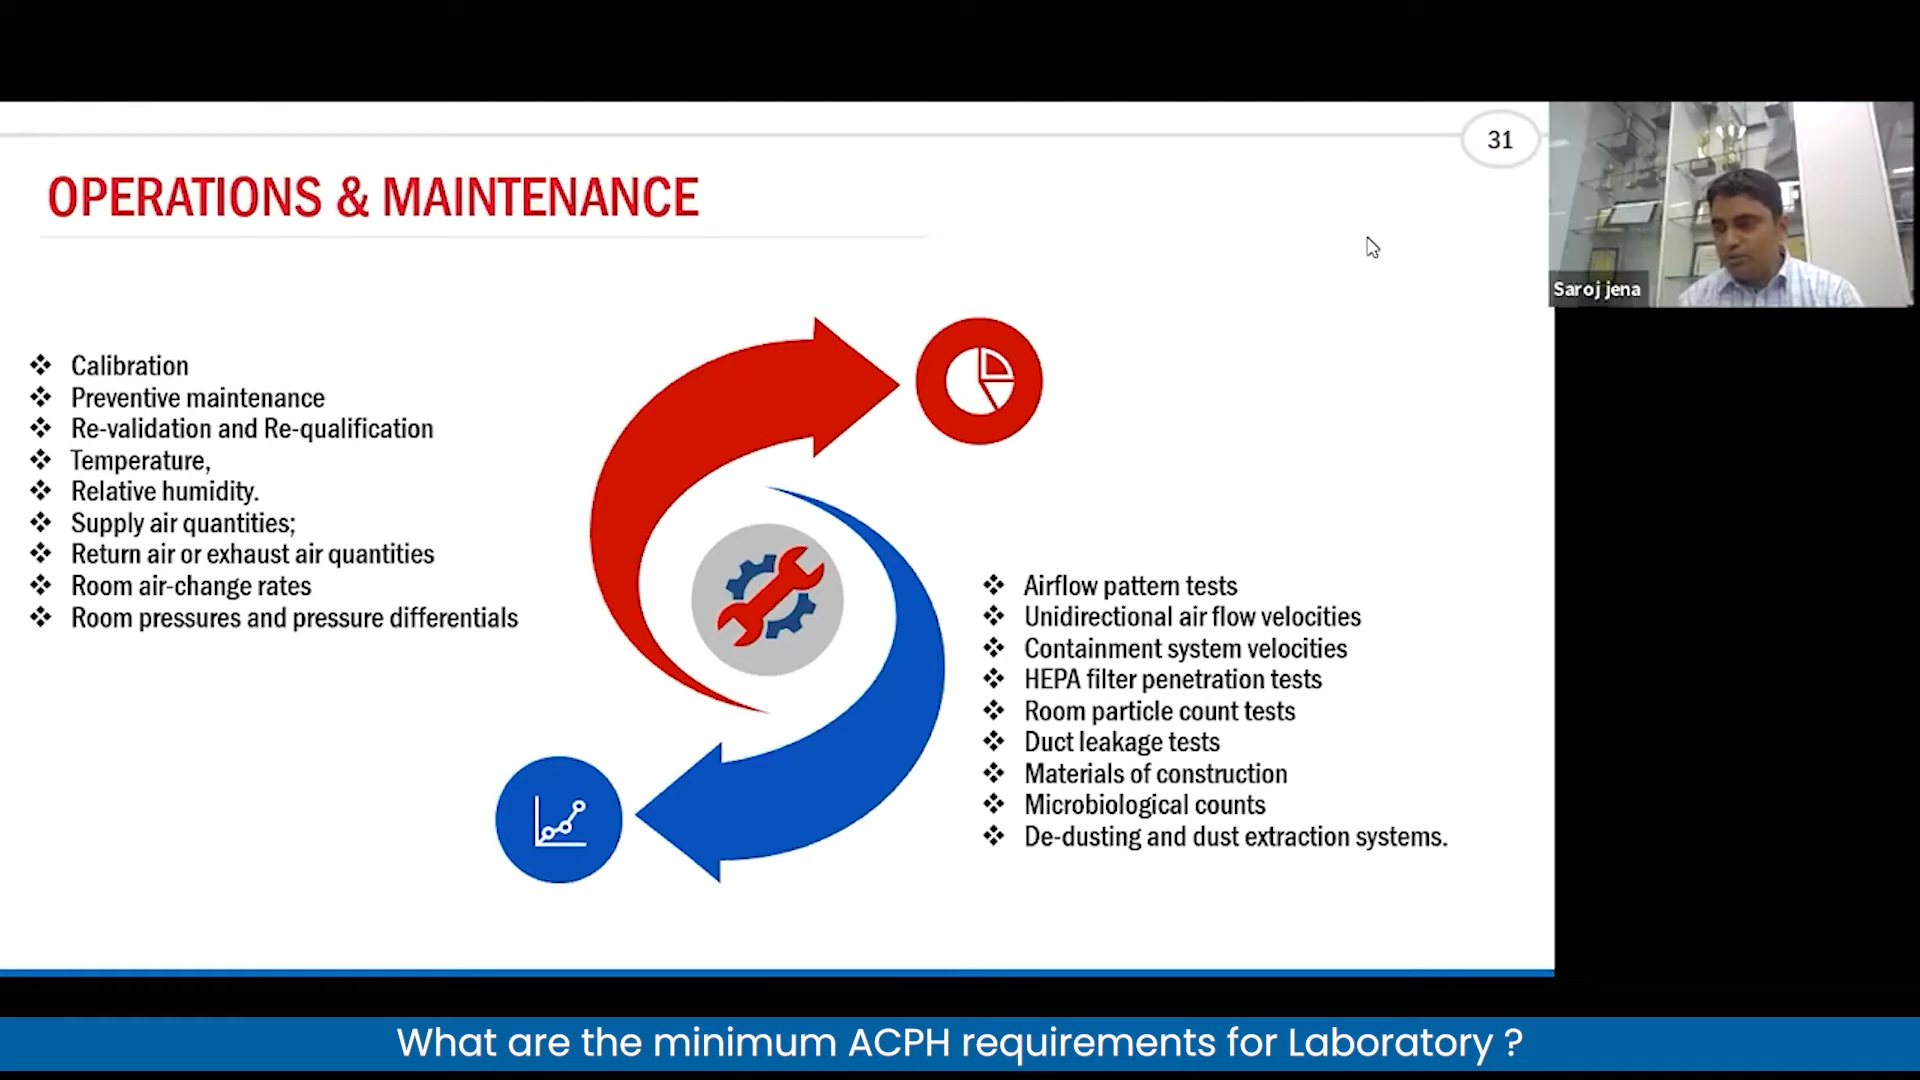 31
OPERATIONS & MAINTENANCE
Saroj jena
❖ Calibration
❖ Preventive maintenance
❖ Re-validation and Re-qualification
❖ Temperature,
❖ Relative humidity.
❖ Supply air quantities;
❖ Return air or exhaust air quantities
❖ Room air-change rates
❖ Room pressures and pressure differentials
❖ Airflow pattern tests
❖ Unidirectional air flow velocities
❖ Containment system velocities
❖ HEPA filter penetration tests
❖ Room particle count tests
❖ Duct leakage tests
❖ Materials of construction
❖ Microbiological counts
❖ De-dusting and dust extraction systems.
What are the minimum ACPH requirements for Laboratory ?